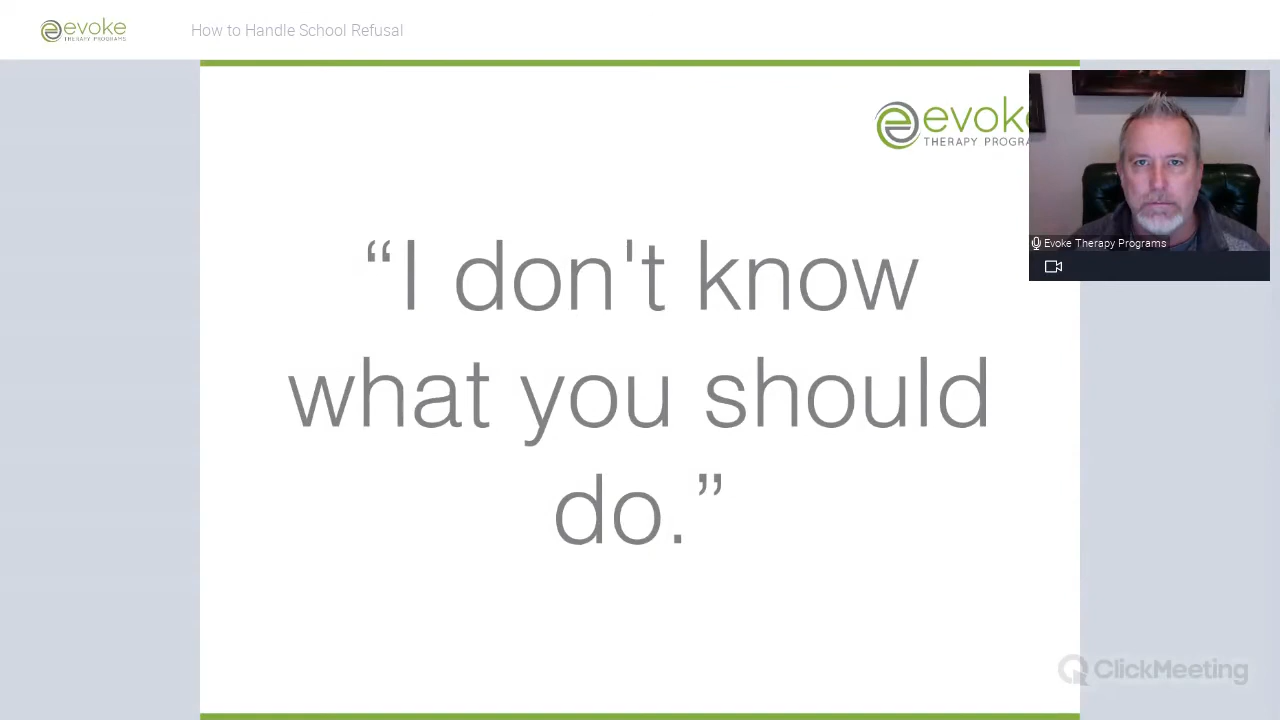 evoke
THERAPY PROGRAMS
How to Handle School Refusal
evoke
THERAPY PROGRA
“I don't know
what you should
do.”
Evoke Therapy Programs
ClickMeeting